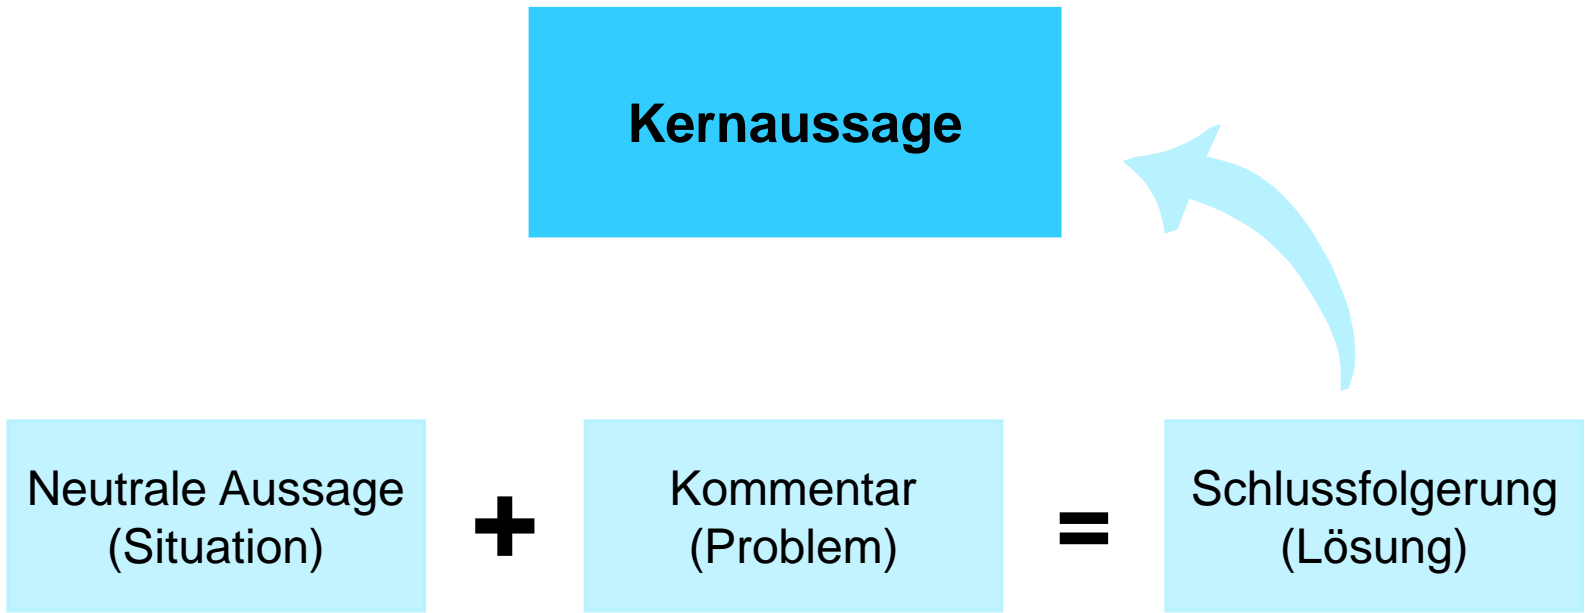 Kernaussage
Neutrale Aussage
(Situation)
+
Kommentar
(Problem)
=
Schlussfolgerung
(Lösung)